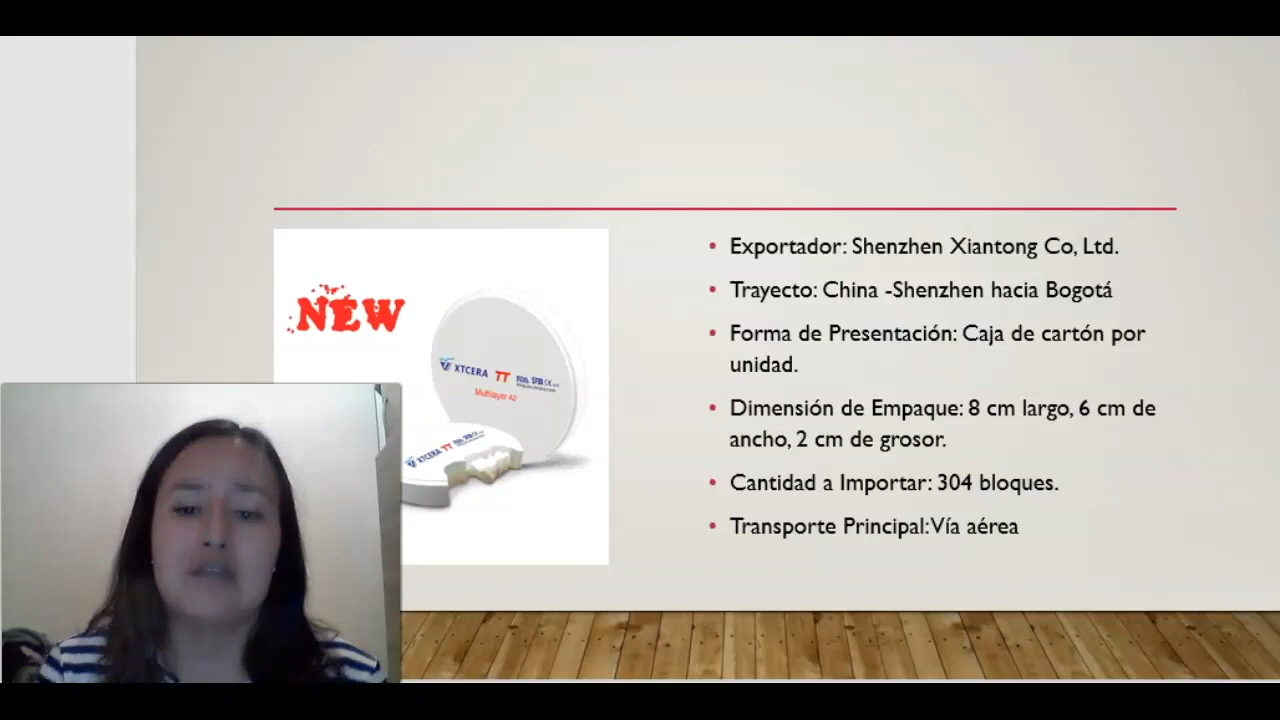 NEW
XTCERA TT
Multilayer A2
XTCERA TT
• Exportador: Shenzhen Xiantong Co, Ltd.
• Trayecto: China -Shenzhen hacia Bogotá
• Forma de Presentación: Caja de cartón por
unidad.
• Dimensión de Empaque: 8 cm largo, 6 cm de
ancho, 2 cm de grosor.
• Cantidad a Importar: 304 bloques.
• Transporte Principal: Vía aérea